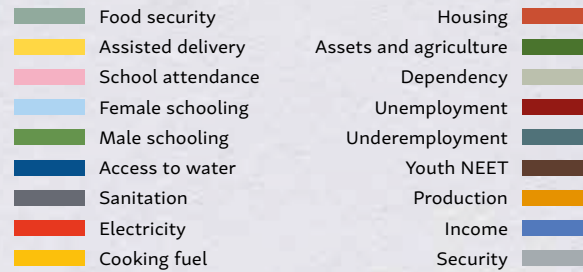 Food security
Assisted delivery
School attendance
Female schooling
Male schooling
Access to water
Sanitation
Electricity
Cooking fuel
Housing
Assets and agriculture
Dependency
Unemployment
Underemployment
Youth NEET
Production
Income
Security